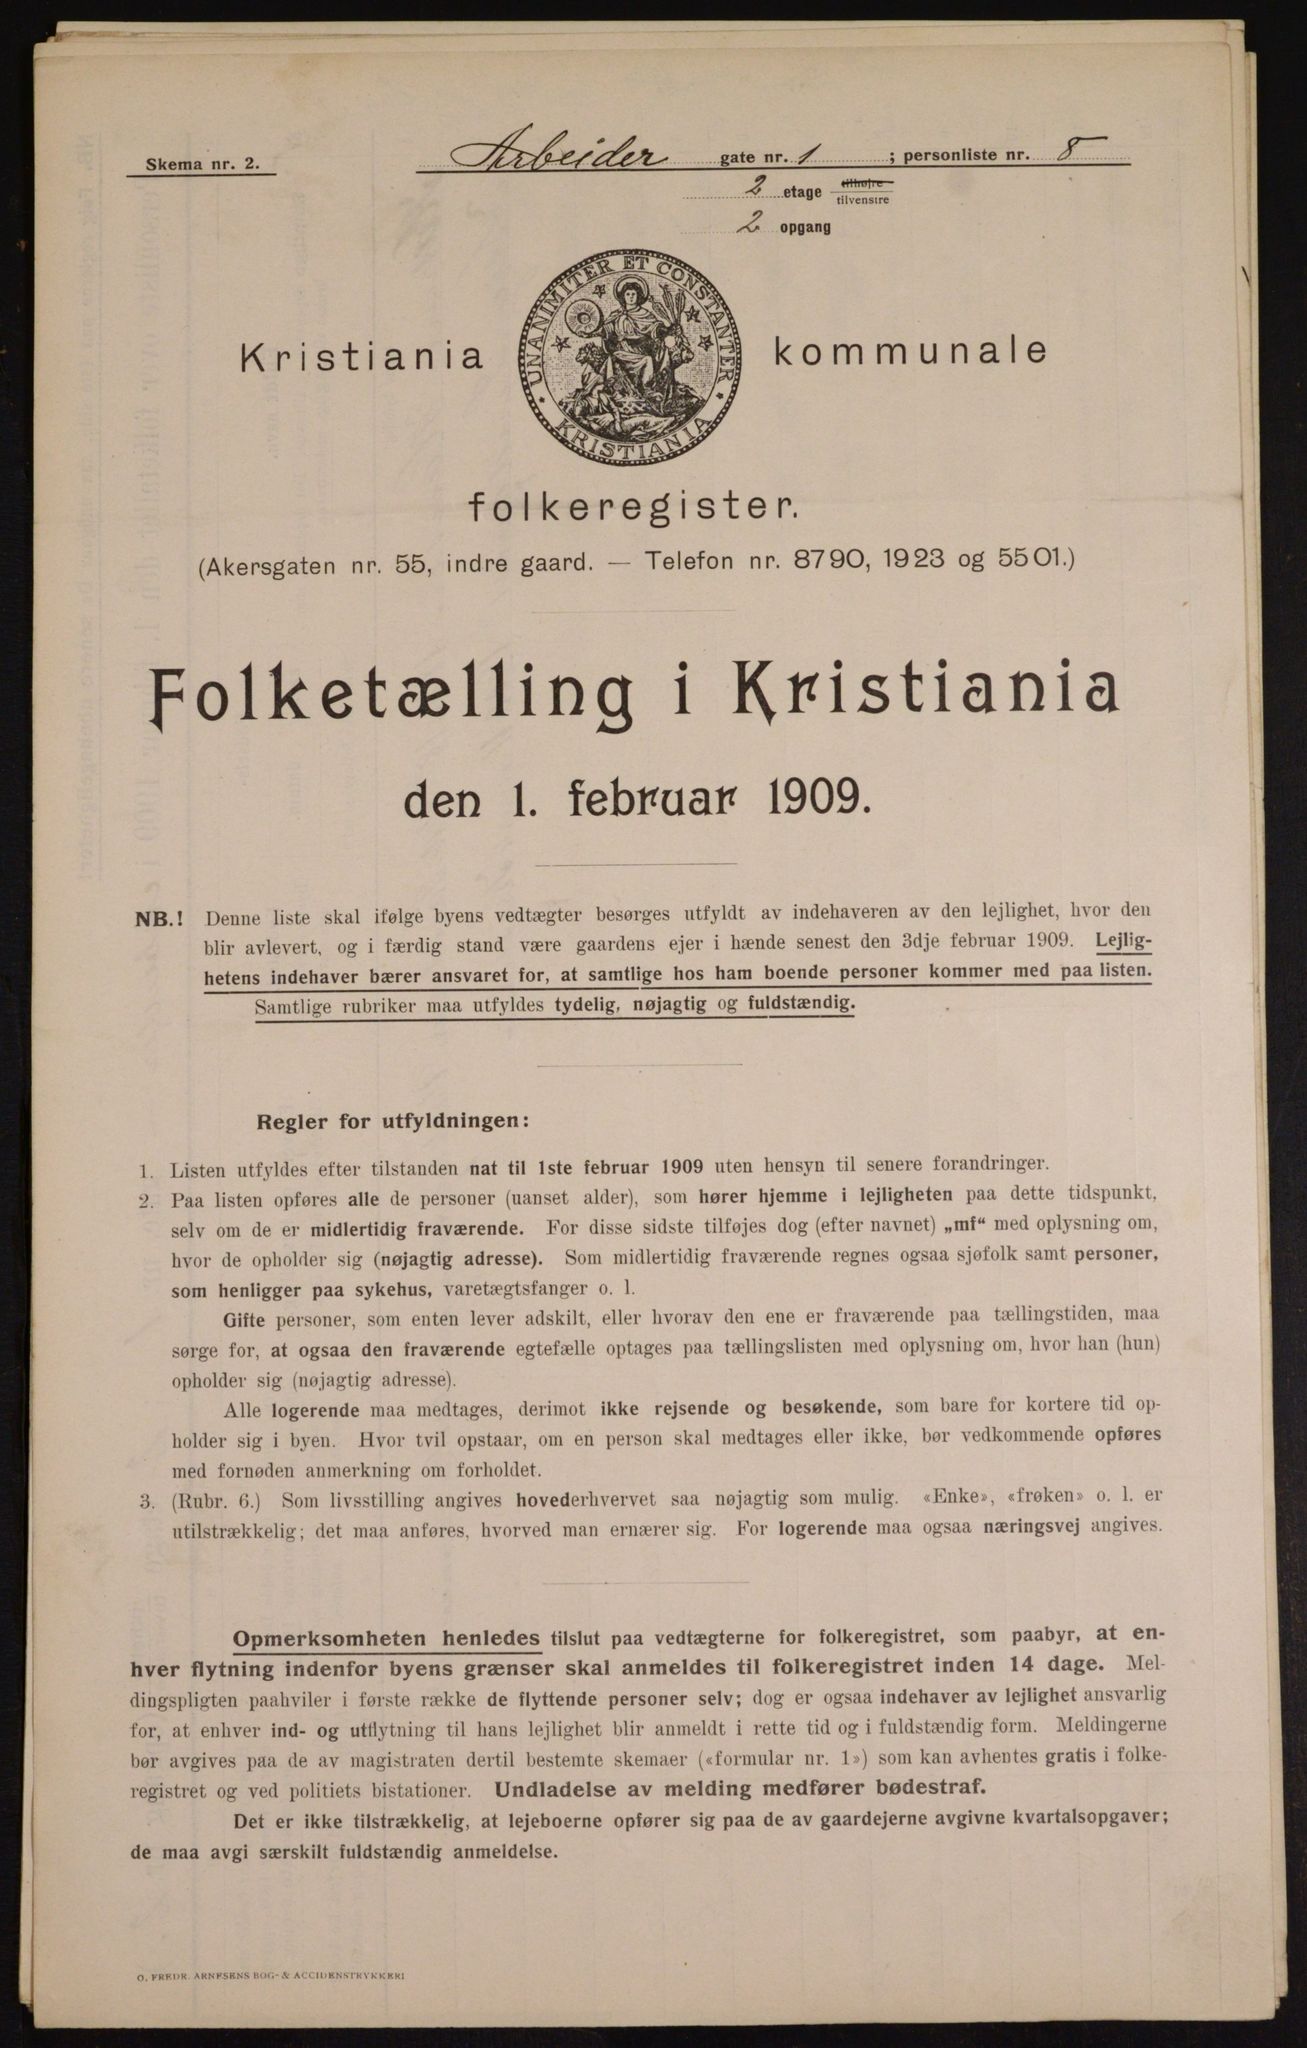 Skema nr. 2.
Arbeider gate nr. 1 ; personliste nr. 8
2 etage tilhøjre
tilvenstre
2 opgang
UNANIMITER ET CONSTANTER
KRISTIANIA
Kristiania kommunale
folkeregister.
(Akersgaten nr. 55, indre gaard. — Telefon nr. 8790, 1923 og 5501.)
Folketælling i Kristiania
den 1. februar 1909.
NB.! Denne liste skal ifølge byens vedtægter besørges utfyldt av indehaveren av den lejlighet, hvor den
blir avlevert, og i færdig stand være gaardens ejer i hænde senest den 3dje februar 1909. Lejlig-
hetens indehaver bærer ansvaret for, at samtlige hos ham boende personer kommer med paa listen.
Samtlige rubriker maa utfyldes tydelig, nøjagtig og fuldstændig.
Regler for utfyldningen:
1. Listen utfyldes efter tilstanden nat til 1ste februar 1909 uten hensyn til senere forandringer.
2. Paa listen opføres alle de personer (uanset alder), som hører hjemme i lejligheten paa dette tidspunkt,
selv om de er midlertidig fraværende. For disse sidste tilføjes dog (efter navnet) „mf“ med oplysning om,
hvor de opholder sig (nøjagtig adresse). Som midlertidig fraværende regnes ogsaa sjøfolk samt personer,
som henligger paa sykehus, varetægtsfanger o. l.
Gifte personer, som enten lever adskilt, eller hvorav den ene er fraværende paa tællingstiden, maa
sørge for, at ogsaa den fraværende egtefælle optages paa tællingslisten med oplysning om, hvor han (hun)
opholder sig (nøjagtig adresse).
Alle logerende maa medtages, derimot ikke rejsende og besøkende, som bare for kortere tid op-
holder sig i byen. Hvor tvil opstaar, om en person skal medtages eller ikke, bør vedkommende opføres
med fornøden anmerkning om forholdet.
3. (Rubr. 6.) Som livsstilling angives hovederhvervet saa nøjagtig som mulig. «Enke», «frøken» o. l. er
utilstrækkelig; det maa anføres, hvorved man ernærer sig. For logerende maa ogsaa næringsvej angives.
Opmerksomheten henledes tilslut paa vedtægterne for folkeregistret, som paabyr, at en-
hver flytning indenfor byens grænser skal anmeldes til folkeregistret inden 14 dage. Mel-
dingspligten paahviler i første række de flyttende personer selv; dog er ogsaa indehaver av lejlighet ansvarlig
for, at enhver ind- og utflytning til hans lejlighet blir anmeldt i rette tid og i fuldstændig form. Meldingerne
bør avgives paa de av magistraten dertil bestemte skemaer («formular nr. 1») som kan avhentes gratis i folke-
registret og ved politiets bistationer. Undladelse av melding medfører bødestraf.
Det er ikke tilstrækkelig, at lejeboerne opfører sig paa de av gaardejerne avgivne kvartalsopgaver;
de maa avgi særskilt fuldstændig anmeldelse.
O. FREDR. ARNESENS BOG- & ACCIDENSTRYKKERI